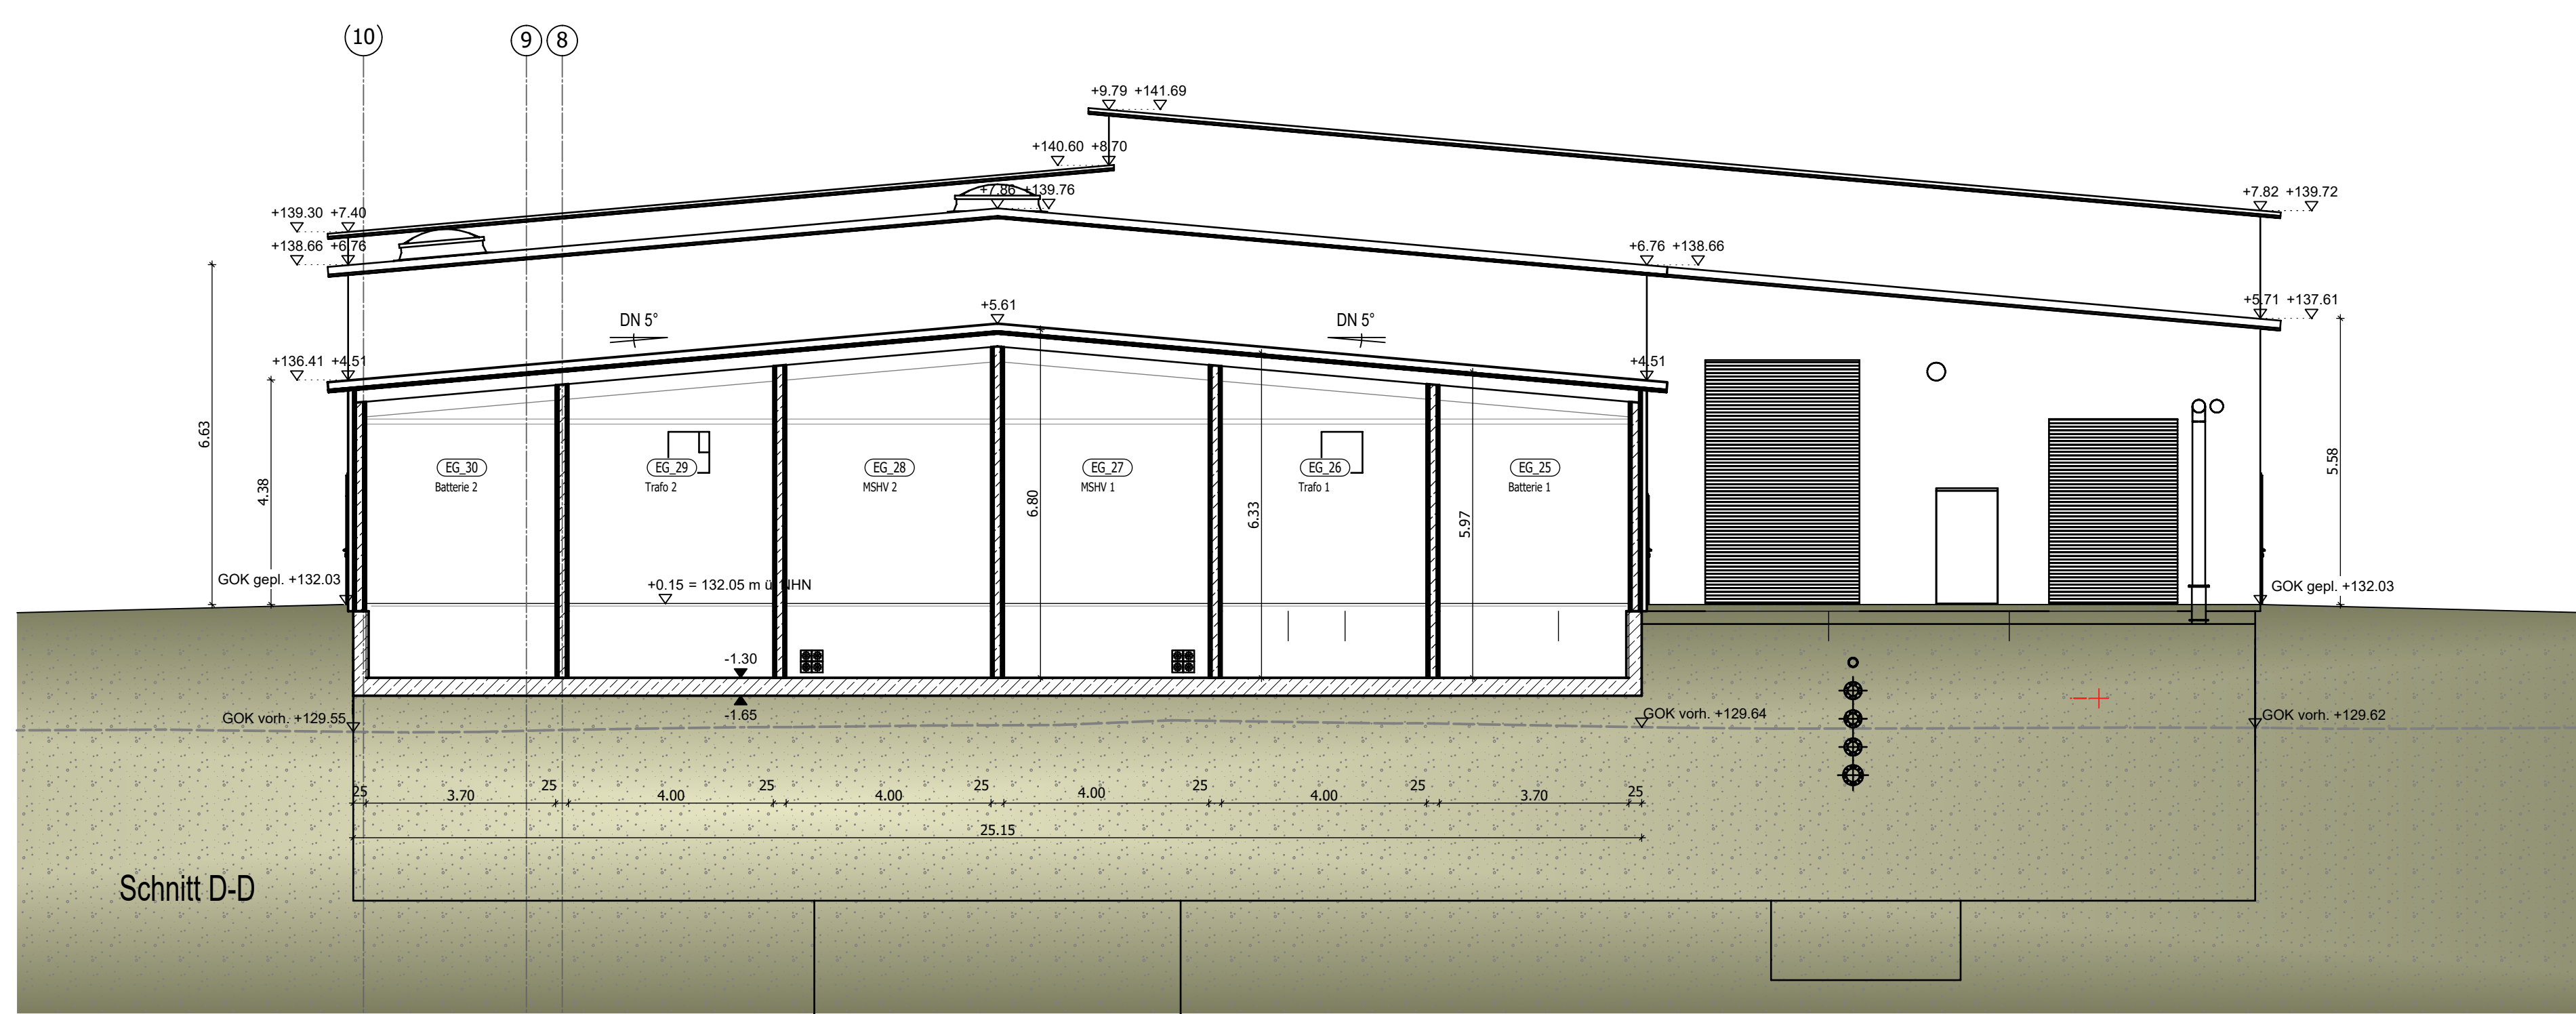 10 9 8
+9.79 +141.69
+140.60 +8.70
+7.86 +139.76
+7.82 +139.72
+139.30 +7.40
+138.66 +6.76
+6.76 +138.66
+5.71 +137.61
+5.61
DN 5° DN 5°
+136.41 +4.51
+4.51
6.63
4.38
EG_30
Batterie 2
EG_29
Trafo 2
EG_28
MSHV 2
EG_27
MSHV 1
EG_26
Trafo 1
EG_25
Batterie 1
6.80
6.33
5.97
5.58
GOK gepl. +132.03
+0.15 = 132.05 m ü NHN
GOK gepl. +132.03
-1.30
-1.65
GOK vorh. +129.55
GOK vorh. +129.64
GOK vorh. +129.62
25 3.70 25 4.00 25 4.00 25 4.00 25 4.00 25 3.70 25
25.15
Schnitt D-D